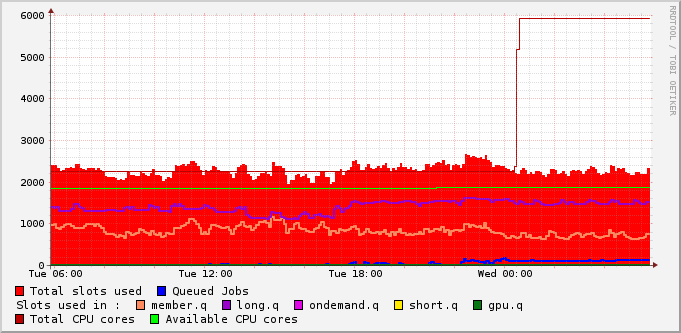 6000
5000
4000
3000
2000
1000
0
Tue 06:00 Tue 12:00 Tue 18:00 Wed 00:00
Total slots used Queued Jobs
Slots used in : member.q long.q ondemand.q short.q gpu.q
Total CPU cores Available CPU cores
RRDTOOL / TOBI OETIKER